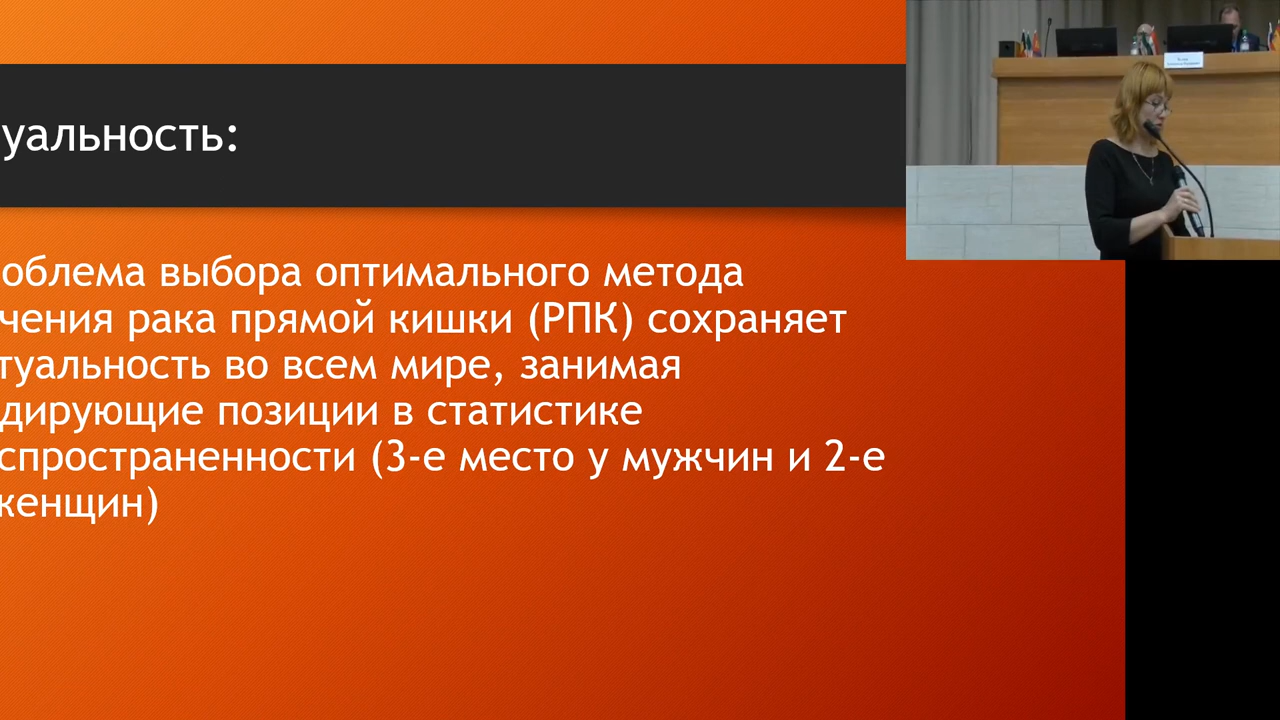 уальность:
облема выбора оптимального метода
чения рака прямой кишки (РПК) сохраняет
туальность во всем мире, занимая
дирующие позиции в статистике
спространенности (3-е место у мужчин и 2-е
женщин)